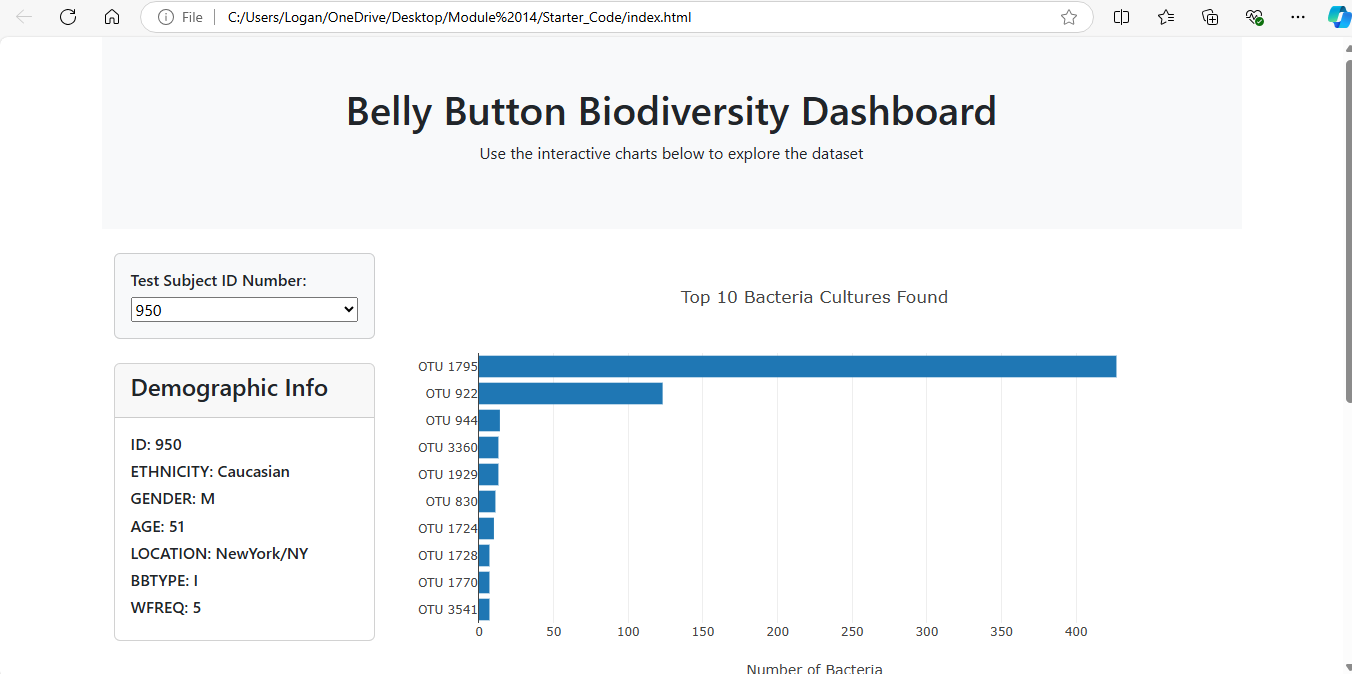 File
C:/Users/Logan/OneDrive/Desktop/Module%2014/Starter_Code/index.html
Belly Button Biodiversity Dashboard
Use the interactive charts below to explore the dataset
Test Subject ID Number:
950
Demographic Info
ID: 950
ETHNICITY: Caucasian
GENDER: M
AGE: 51
LOCATION: NewYork/NY
BBTYPE: I
WFREQ: 5
Top 10 Bacteria Cultures Found
OTU 1795
OTU 922
OTU 944
OTU 3360
OTU 1929
OTU 830
OTU 1724
OTU 1728
OTU 1770
OTU 3541
0 50 100 150 200 250 300 350 400
Number of Bacteria